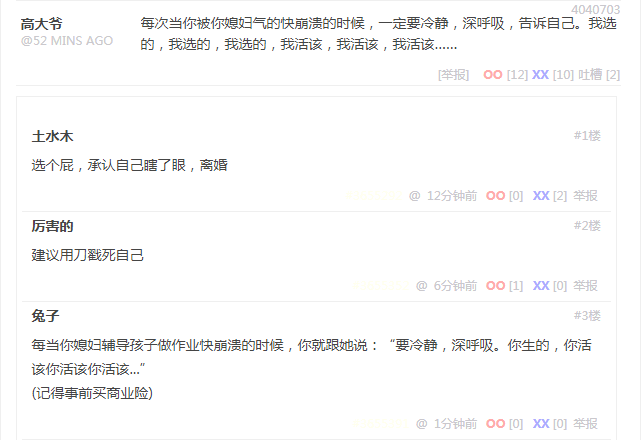 4040703
高大爷
@52 MINS AGO
每次当你被你媳妇气的快崩溃的时候，一定要冷静，深呼吸，告诉自己。我选
的，我选的，我选的，我活该，我活该，我活该......
[举报] OO [12] XX [10] 吐槽 [2]
土水木 #1楼
选个屁，承认自己瞎了眼，离婚
@ 12分钟前 OO [0] XX [2] 举报
厉害的 #2楼
建议用刀戳死自己
@ 6分钟前 OO [1] XX [0] 举报
兔子 #3楼
每当你媳妇辅导孩子做作业快崩溃的时候，你就跟她说：“要冷静，深呼吸。你生的，你活
该你活该你活该...”
(记得事前买商业险)
@ 1分钟前 OO [0] XX [0] 举报